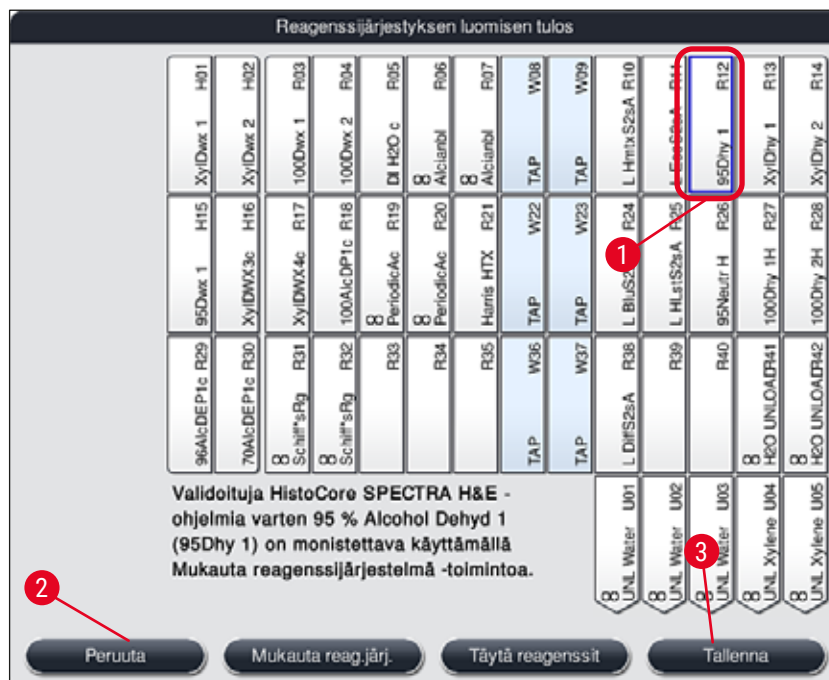 Reagenssijärjestyksen luomisen tulos
XylDwx 1 H01
XylDwx 2 H02
100Dwx 1 R03
100Dwx 2 R04
DI H2O c R05
∞ Alcianbl R06
∞ Alcianbl R07
TAP W08
TAP W09
L HmtxS2sA R10
L EosS2sA R11
95Dhy 1 R12
XylDhy 1 R13
XylDhy 2 R14
95Dwx 1 H15
XylDWX3c H16
XylDWX4c R17
100AlcDP1c R18
∞ PeriodicAc R19
∞ PeriodicAc R20
Harris HTX R21
TAP W22
TAP W23
L BluS2 R24
L HLstS2sA R25
95Neutr H R26
100Dhy 1H R27
100Dhy 2H R28
96AlcDEP1c R29
70AlcDEP1c R30
∞ Schiff"sRg R31
∞ Schiff"sRg R32
R33
R34
R35
TAP W36
TAP W37
L DiffS2sA R38
R39
R40
∞ H2O UNLOADR41
∞ H2O UNLOADR42
∞ UNL Water U01
∞ UNL Water U02
∞ UNL Water U03
∞ UNL Xylene U04
∞ UNL Xylene U05
1
Validoituja HistoCore SPECTRA H&E -
ohjelmia varten 95 % Alcohol Dehyd 1
(95Dhy 1) on monistettava käyttämällä
Mukauta reagenssijärjestelmä -toimintoa.
2
3
Peruuta
Mukauta reag.järj.
Täytä reagenssit
Tallenna